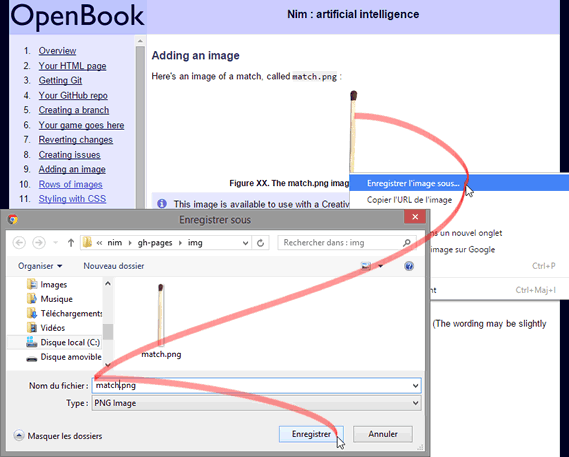 OpenBook
Nim : artificial intelligence
1. Overview
2. Your HTML page
3. Getting Git
4. Your GitHub repo
5. Creating a branch
6. Your game goes here
7. Reverting changes
8. Creating issues
9. Adding an image
10. Rows of images
11. Styling with CSS
Adding an image
Here's an image of a match, called match.png :
Figure XX. The match.png imag
This image is available to use with a Creativ
Enregistrer l'image sous...
Copier l'URL de l'image
ns un nouvel onglet
image sur Google
Ctrl+P
nt Ctrl+Maj+I
(The wording may be slightly
Enregistrer sous
« nim gh-pages img
Rechercher dans : img
Organiser Nouveau dossier
Images
Musique
Téléchargements
Vidéos
Disque local (C:)
Disque amovible
match.png
Nom du fichier : match.png
Type : PNG Image
Masquer les dossiers
Enregistrer
Annuler